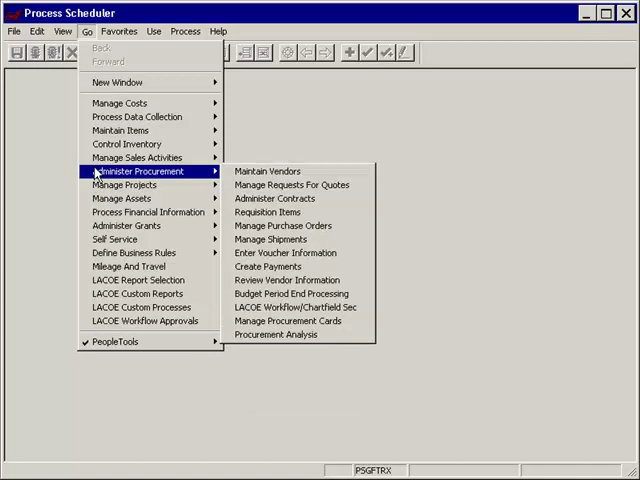 Process Scheduler
File Edit View Go Favorites Use Process Help
Back
Forward
New Window
Manage Costs
Process Data Collection
Maintain Items
Control Inventory
Manage Sales Activities
Administer Procurement
Manage Projects
Manage Assets
Process Financial Information
Administer Grants
Self Service
Define Business Rules
Mileage And Travel
LACOE Report Selection
LACOE Custom Reports
LACOE Custom Processes
LACOE Workflow Approvals
PeopleTools
Maintain Vendors
Manage Requests For Quotes
Administer Contracts
Requisition Items
Manage Purchase Orders
Manage Shipments
Enter Voucher Information
Create Payments
Review Vendor Information
Budget Period End Processing
LACOE Workflow/Chartfield Sec
Manage Procurement Cards
Procurement Analysis
PSGFTRX